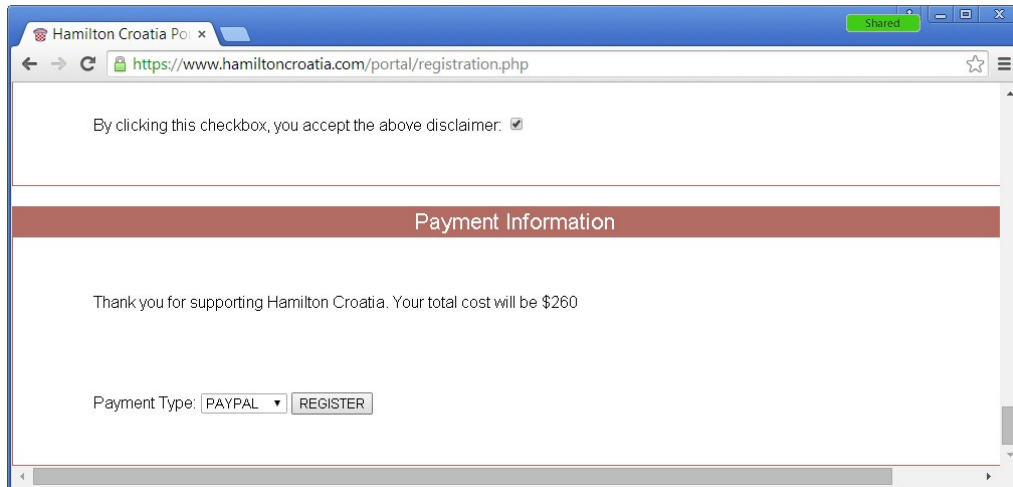 Shared
Hamilton Croatia Po
https://www.hamiltoncroatia.com/portal/registration.php
By clicking this checkbox, you accept the above disclaimer:
Payment Information
Thank you for supporting Hamilton Croatia. Your total cost will be $260
Payment Type: PAYPAL REGISTER